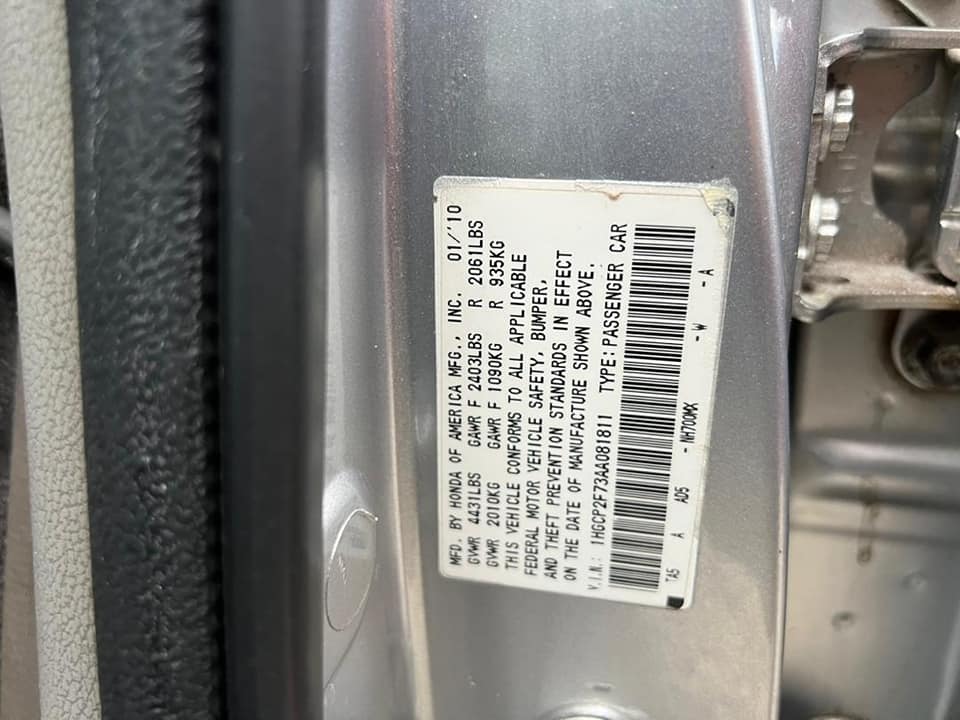 MFD. BY HONDA OF AMERICA MFG., INC. 01/'10
GVWR 4431LBS GAWR F 2403LBS R 2061LBS
GVWR 2010KG GAWR F 1090KG R 935KG
THIS VEHICLE CONFORMS TO ALL APPLICABLE
FEDERAL MOTOR VEHICLE SAFETY, BUMPER,
AND THEFT PREVENTION STANDARDS IN EFFECT
ON THE DATE OF MANUFACTURE SHOWN ABOVE.
V.I.N.: 1HGCP2F73AA081811 TYPE:PASSENGER CAR
TA5 A AD5 - NH700MX - W - A